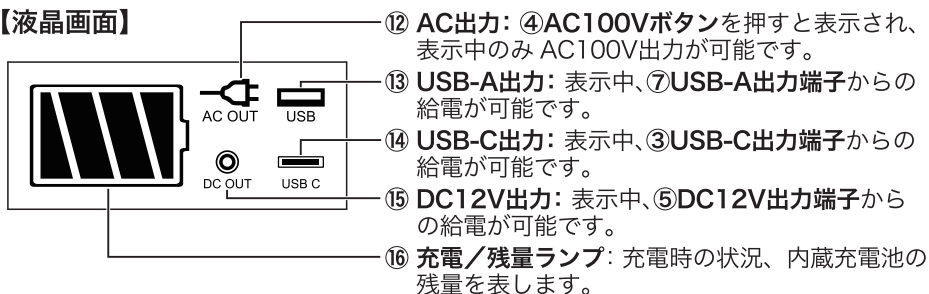 【液晶画面】
AC OUT
USB
DC OUT
USB C
⑫ AC出力：④AC100Vボタンを押すと表示され、
表示中のみ AC100V出力が可能です。
⑬ USB-A出力：表示中、⑦USB-A出力端子からの
給電が可能です。
⑭ USB-C出力：表示中、③USB-C出力端子からの
給電が可能です。
⑮ DC12V出力：表示中、⑤DC12V出力端子から
の給電が可能です。
⑯ 充電／残量ランプ：充電時の状況、内蔵充電池の
残量を表します。